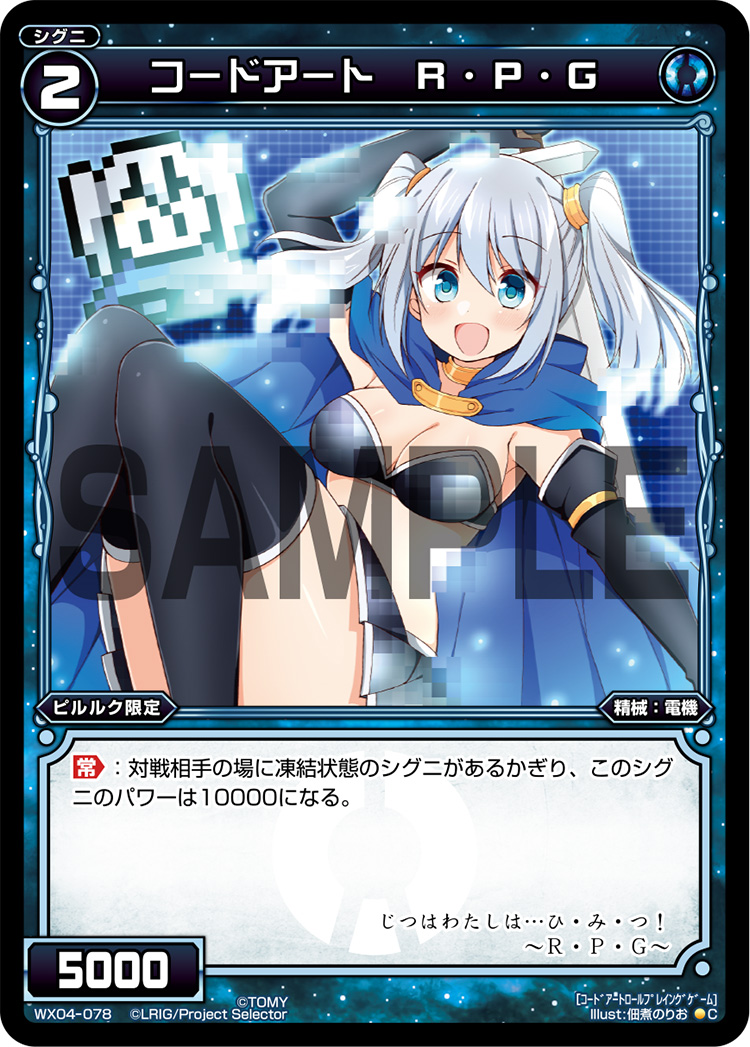 シグニ
2
コードアート R・P・G
SAMPLE
ピルルク限定
精械：電機
常：対戦相手の場に凍結状態のシグニがあるかぎり、このシグ
ニのパワーは10000になる。
じつはわたしは…ひ・み・つ！
～R・P・G～
5000
WX04-078 ©LRIG/Project Selector
©TOMY
[ｺｰﾄﾞｱｰﾄﾛｰﾙﾌﾟﾚｲﾝｸﾞｹﾞｰﾑ]
Illust:佃煮のりお C